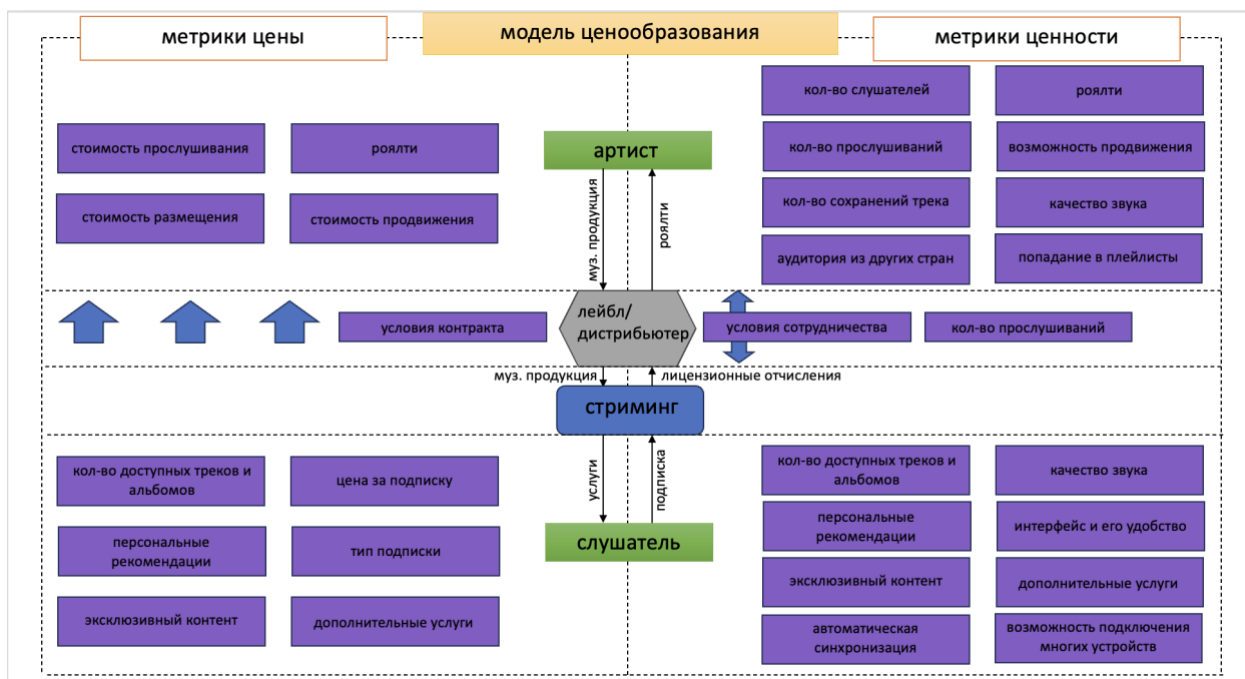 метрики цены
модель ценообразования
метрики ценности
стоимость прослушивания
роялти
стоимость размещения
стоимость продвижения
артист
муз. продукция
роялти
кол-во слушателей
роялти
кол-во прослушиваний
возможность продвижения
кол-во сохранений трека
качество звука
аудитория из других стран
попадание в плейлисты
условия контракта
лейбл/
дистрибьютер
условия сотрудничества
кол-во прослушиваний
муз. продукция
лицензионные отчисления
стриминг
услуги
подписка
слушатель
кол-во доступных треков и
альбомов
цена за подписку
персональные
рекомендации
тип подписки
эксклюзивный контент
дополнительные услуги
кол-во доступных треков и
альбомов
качество звука
персональные
рекомендации
интерфейс и его удобство
эксклюзивный контент
дополнительные услуги
автоматическая
синхронизация
возможность подключения
многих устройств